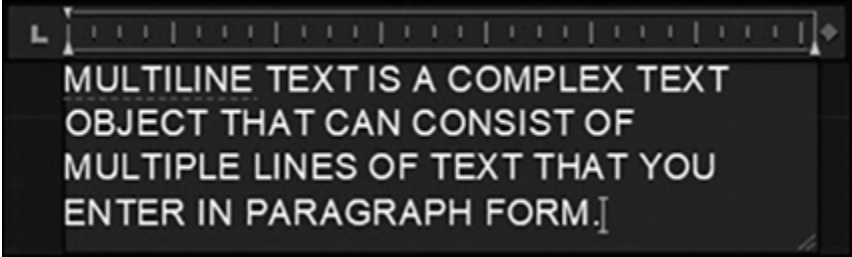 L
MULTILINE TEXT IS A COMPLEX TEXT
OBJECT THAT CAN CONSIST OF
MULTIPLE LINES OF TEXT THAT YOU
ENTER IN PARAGRAPH FORM.